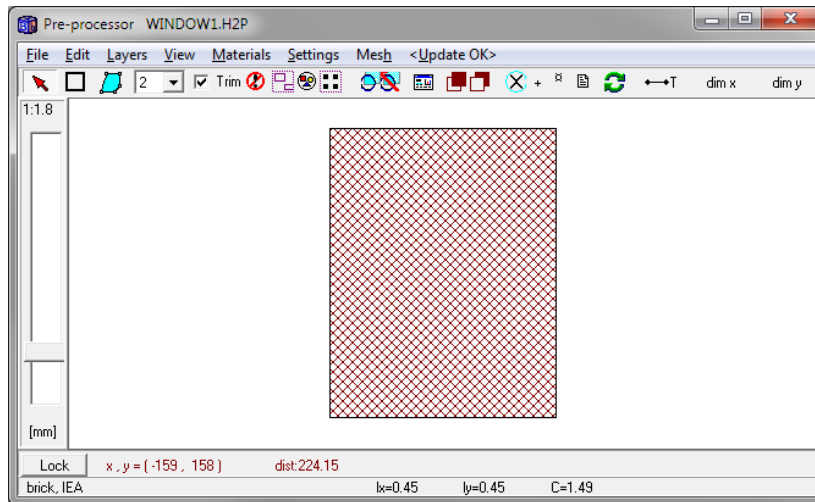 Pre-processor WINDOW1.H2P
File Edit Layers View Materials Settings Mesh <Update OK>
2 Trim T dim x dim y
1:1.8
[mm]
Lock x , y = ( -159 , 158 ) dist:224.15
brick, IEA lx=0.45 ly=0.45 C=1.49